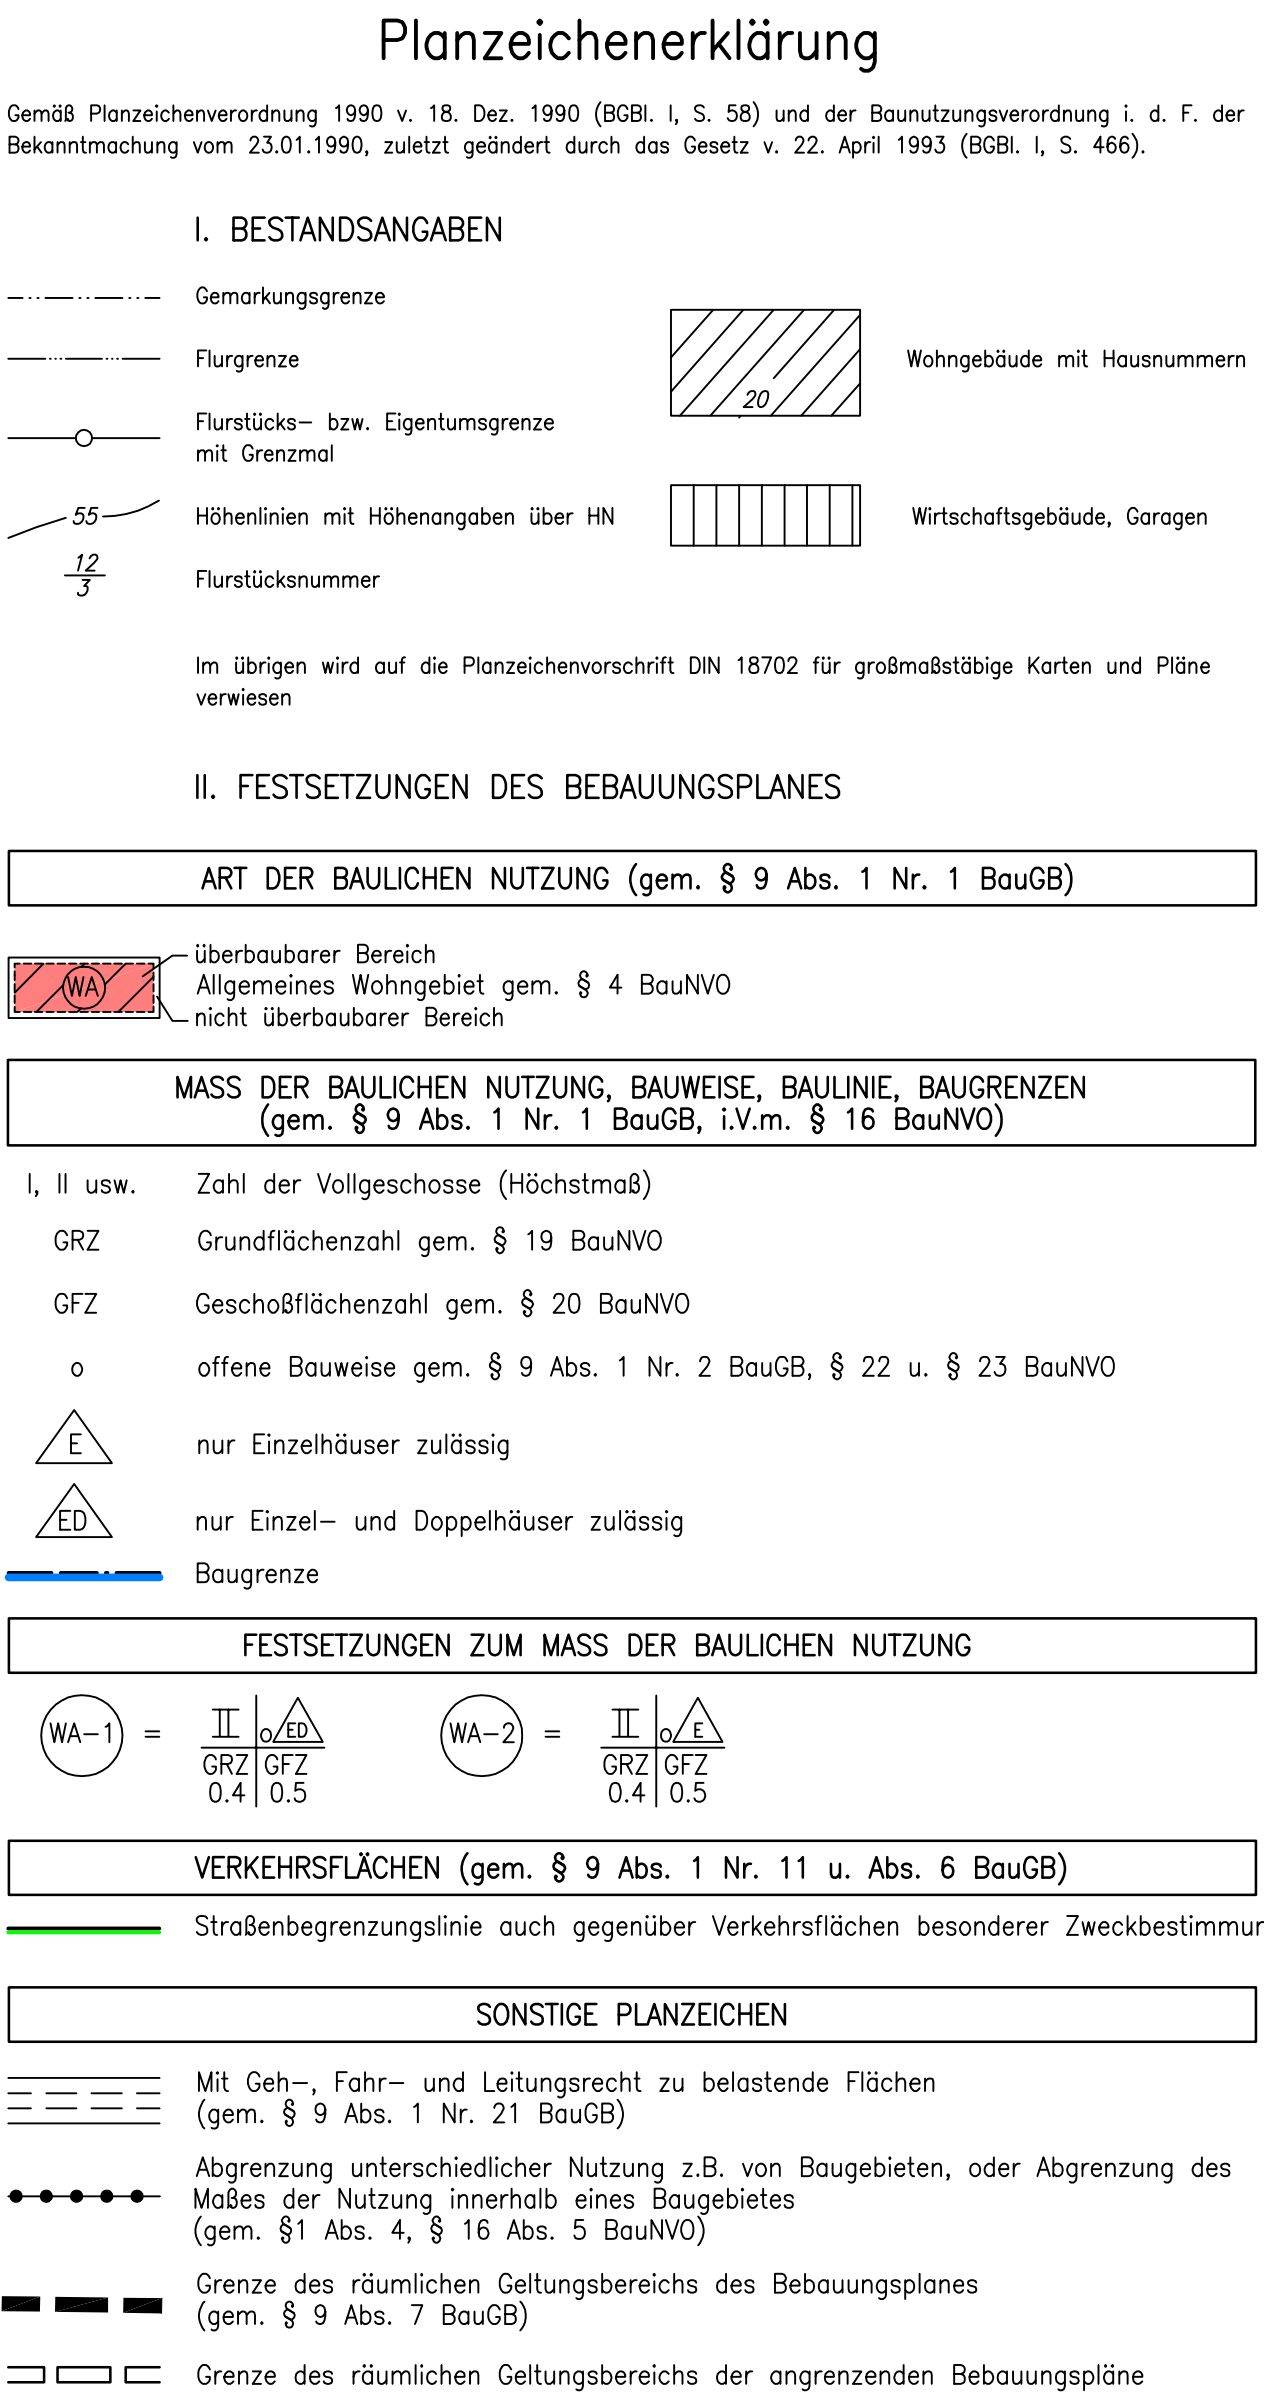 Planzeichenerklärung
Gemäß Planzeichenverordnung 1990 v. 18. Dez. 1990 (BGBl. I, S. 58) und der Baunutzungsverordnung i. d. F. der
Bekanntmachung vom 23.01.1990, zuletzt geändert durch das Gesetz v. 22. April 1993 (BGBl. I, S. 466).
I. BESTANDSANGABEN
Gemarkungsgrenze
Flurgrenze
Wohngebäude mit Hausnummern
20
Flurstücks- bzw. Eigentumsgrenze
mit Grenzmal
55 Höhenlinien mit Höhenangaben über HN
Wirtschaftsgebäude, Garagen
12
3
Flurstücksnummer
Im übrigen wird auf die Planzeichenvorschrift DIN 18702 für großmaßstäbige Karten und Pläne
verwiesen
II. FESTSETZUNGEN DES BEBAUUNGSPLANES
ART DER BAULICHEN NUTZUNG (gem. § 9 Abs. 1 Nr. 1 BauGB)
überbaubarer Bereich
WA Allgemeines Wohngebiet gem. § 4 BauNVO
nicht überbaubarer Bereich
MASS DER BAULICHEN NUTZUNG, BAUWEISE, BAULINIE, BAUGRENZEN
(gem. § 9 Abs. 1 Nr. 1 BauGB, i.V.m. § 16 BauNVO)
I, II usw. Zahl der Vollgeschosse (Höchstmaß)
GRZ Grundflächenzahl gem. § 19 BauNVO
GFZ Geschoßflächenzahl gem. § 20 BauNVO
o offene Bauweise gem. § 9 Abs. 1 Nr. 2 BauGB, § 22 u. § 23 BauNVO
E nur Einzelhäuser zulässig
ED nur Einzel- und Doppelhäuser zulässig
Baugrenze
FESTSETZUNGEN ZUM MASS DER BAULICHEN NUTZUNG
WA-1 = II o ED
GRZ GFZ
0.4 0.5
WA-2 = II o E
GRZ GFZ
0.4 0.5
VERKEHRSFLÄCHEN (gem. § 9 Abs. 1 Nr. 11 u. Abs. 6 BauGB)
Straßenbegrenzungslinie auch gegenüber Verkehrsflächen besonderer Zweckbestimmur
SONSTIGE PLANZEICHEN
Mit Geh-, Fahr- und Leitungsrecht zu belastende Flächen
(gem. § 9 Abs. 1 Nr. 21 BauGB)
Abgrenzung unterschiedlicher Nutzung z.B. von Baugebieten, oder Abgrenzung des
Maßes der Nutzung innerhalb eines Baugebietes
(gem. §1 Abs. 4, § 16 Abs. 5 BauNVO)
Grenze des räumlichen Geltungsbereichs des Bebauungsplanes
(gem. § 9 Abs. 7 BauGB)
Grenze des räumlichen Geltungsbereichs der angrenzenden Bebauungspläne